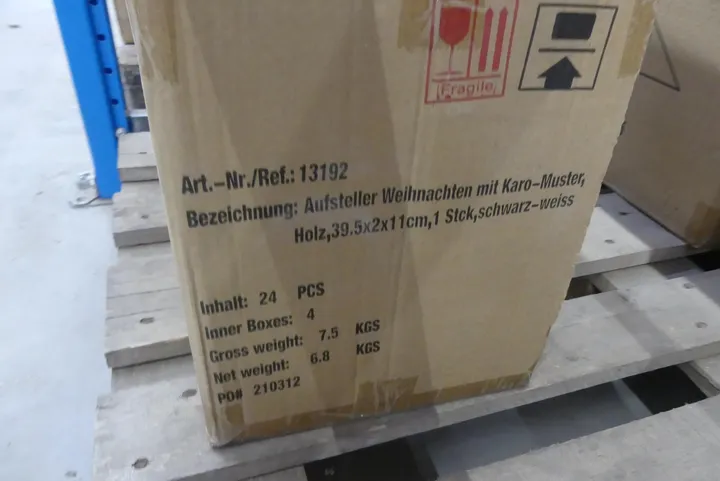 Fragile
Art.-Nr./Ref.: 13192
Bezeichnung: Aufsteller Weihnachten mit Karo-Muster,
Holz,39.5x2x11cm,1 Stck,schwarz-weiss
Inhalt: 24 PCS
Inner Boxes: 4
Gross weight: 7.5 KGS
Net weight: 6.8 KGS
PO# 210312